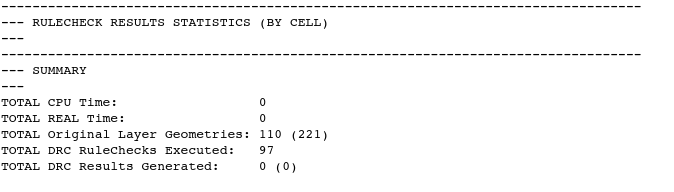 ----------------------------------------------------------------------------------
--- RULECHECK RESULTS STATISTICS (BY CELL)
---
----------------------------------------------------------------------------------
--- SUMMARY
---
TOTAL CPU Time:                  0
TOTAL REAL Time:                 0
TOTAL Original Layer Geometries: 110 (221)
TOTAL DRC RuleChecks Executed:   97
TOTAL DRC Results Generated:     0 (0)